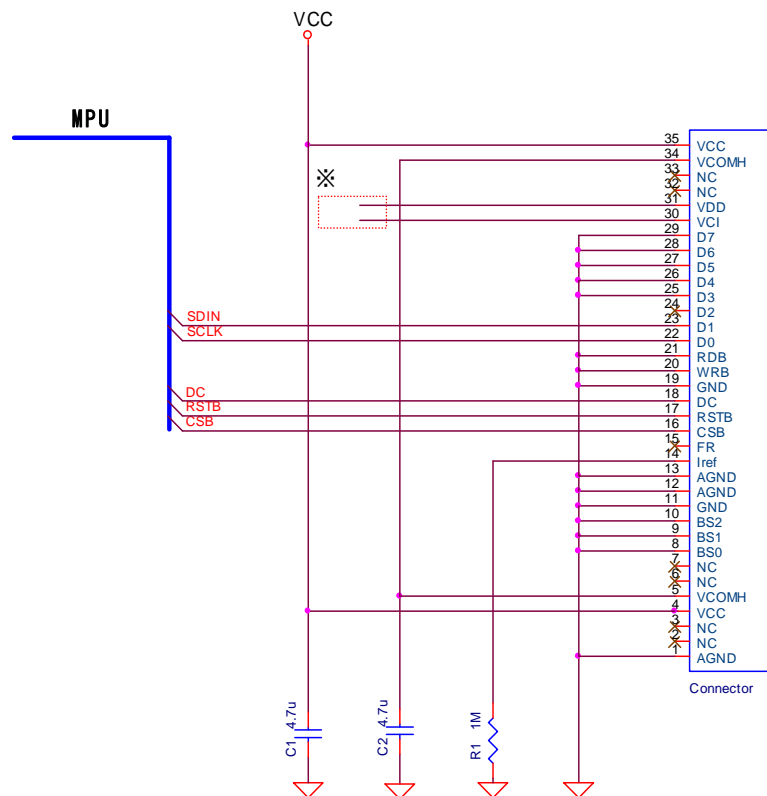 VCC
MPU
※
35 VCC
34 VCOMH
33 NC
32 NC
31 VDD
30 VCI
29 D7
28 D6
27 D5
26 D4
25 D3
24 D2
SDIN 23 D1
SCLK 22 D0
21 RDB
20 WRB
19 GND
DC 18 DC
RSTB 17 RSTB
CSB 16 CSB
15 FR
14 Iref
13 AGND
12 AGND
11 GND
10 BS2
9 BS1
8 BS0
7 NC
6 NC
5 VCOMH
4 VCC
3 NC
2 NC
1 AGND
Connector
C1 4.7u
C2 4.7u
R1 1M